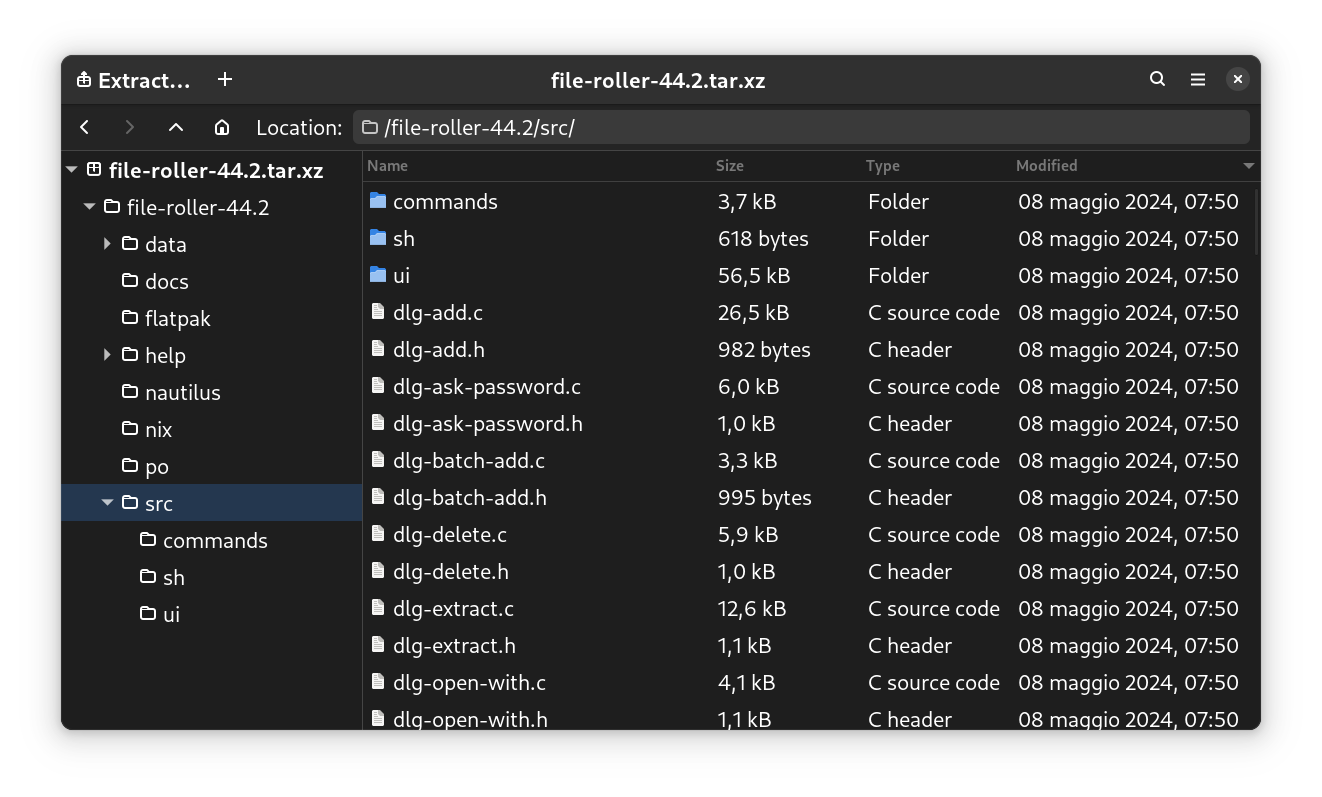 Extract... file-roller-44.2.tar.xz
Location: /file-roller-44.2/src/
file-roller-44.2.tar.xz
file-roller-44.2
data
docs
flatpak
help
nautilus
nix
po
src
commands
sh
ui
Name Size Type Modified
commands 3,7 kB Folder 08 maggio 2024, 07:50
sh 618 bytes Folder 08 maggio 2024, 07:50
ui 56,5 kB Folder 08 maggio 2024, 07:50
dlg-add.c 26,5 kB C source code 08 maggio 2024, 07:50
dlg-add.h 982 bytes C header 08 maggio 2024, 07:50
dlg-ask-password.c 6,0 kB C source code 08 maggio 2024, 07:50
dlg-ask-password.h 1,0 kB C header 08 maggio 2024, 07:50
dlg-batch-add.c 3,3 kB C source code 08 maggio 2024, 07:50
dlg-batch-add.h 995 bytes C header 08 maggio 2024, 07:50
dlg-delete.c 5,9 kB C source code 08 maggio 2024, 07:50
dlg-delete.h 1,0 kB C header 08 maggio 2024, 07:50
dlg-extract.c 12,6 kB C source code 08 maggio 2024, 07:50
dlg-extract.h 1,1 kB C header 08 maggio 2024, 07:50
dlg-open-with.c 4,1 kB C source code 08 maggio 2024, 07:50
dlg-open-with.h 1,1 kB C header 08 maggio 2024, 07:50